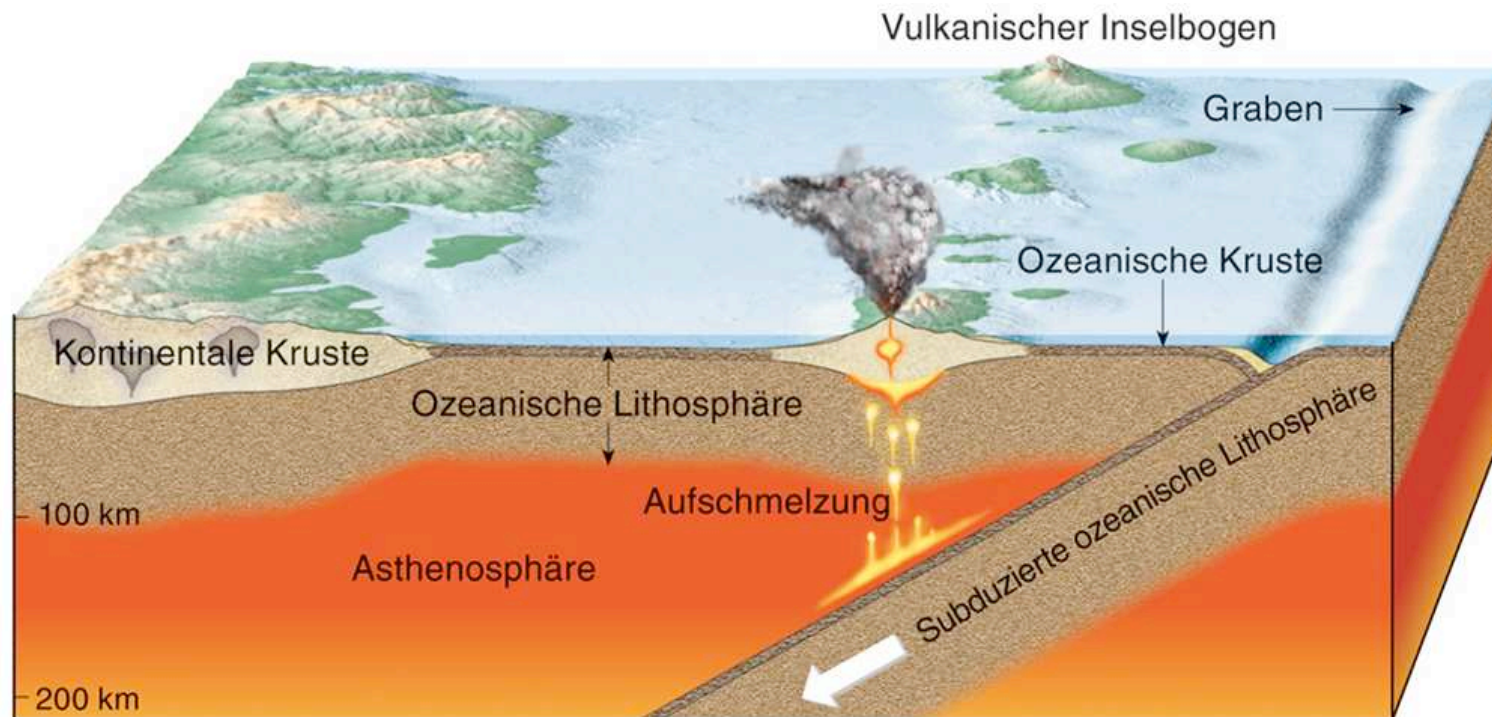 Vulkanischer Inselbogen
Graben
Ozeanische Kruste
Kontinentale Kruste
Ozeanische Lithosphäre
Subduzierte ozeanische Lithosphäre
Aufschmelzung
100 km
Asthenosphäre
200 km